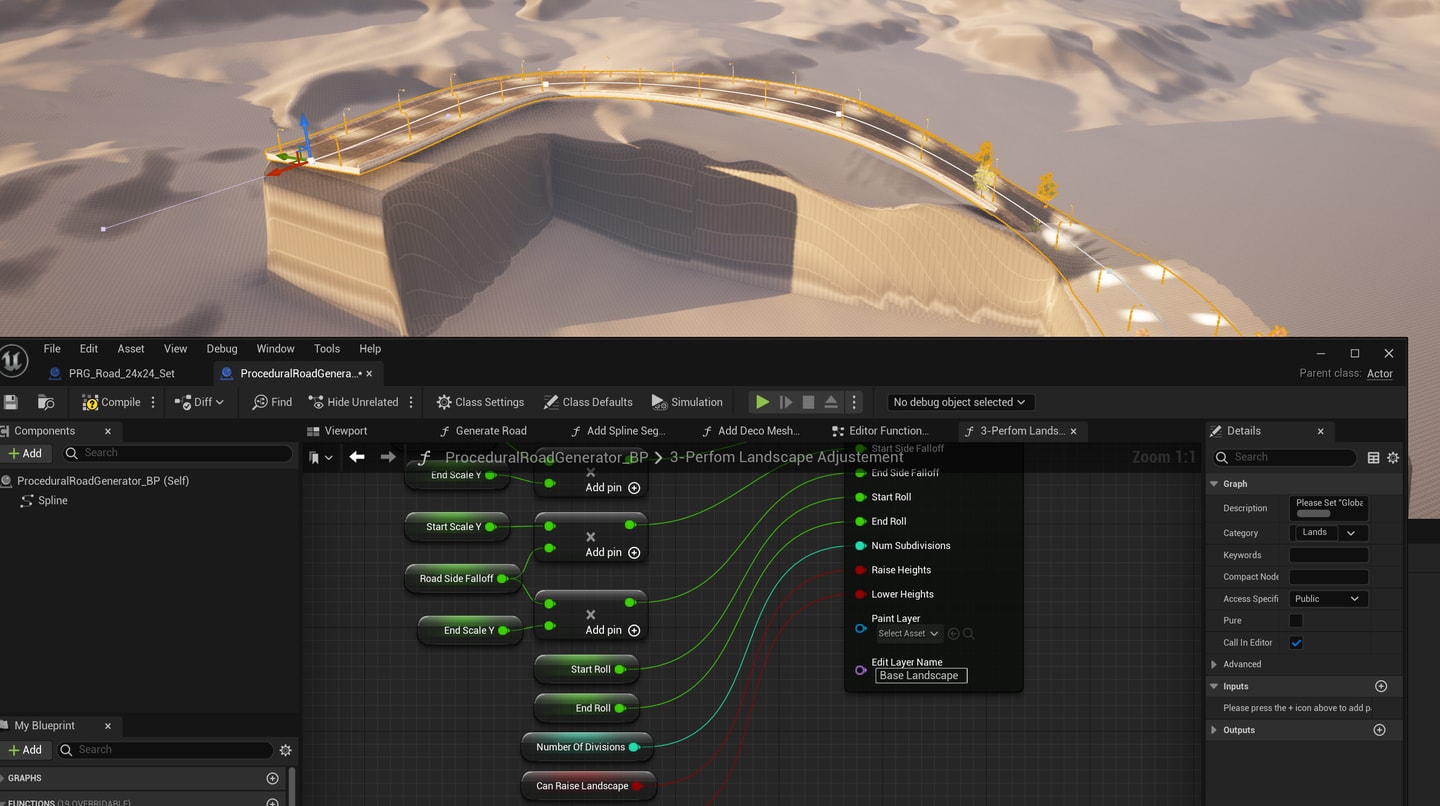 File Edit Asset View Debug Window Tools Help
PRG_Road_24x24_Set
ProceduralRoadGenera...•
Parent class: Actor
Compile
Diff
Find
Hide Unrelated
Class Settings
Class Defaults
Simulation
No debug object selected
Components
Viewport
Generate Road
Add Spline Seg...
Add Deco Mesh...
Editor Function...
3-Perfom Lands...
Details
+ Add
Search
ProceduralRoadGenerator_BP > 3-Perfom Landscape Adjustement
Zoom 1:1
Search
ProceduralRoadGenerator_BP (Self)
Spline
End Scale Y
Add pin
Start Scale Y
Add pin
Road Side Falloff
End Scale Y
Add pin
Start Roll
End Roll
Number Of Divisions
Can Raise Landscape
Start Side Falloff
End Side Falloff
Start Roll
End Roll
Num Subdivisions
Raise Heights
Lower Heights
Paint Layer
Select Asset
Edit Layer Name
Base Landscape
Graph
Description
Please Set "Globa
Category
Lands
Keywords
Compact Node
Access Specifi
Public
Pure
Call In Editor
Advanced
Inputs
Please press the + icon above to add p
Outputs
My Blueprint
+ Add
Search
GRAPHS
FUNCTIONS (19 OVERRIDABLE)